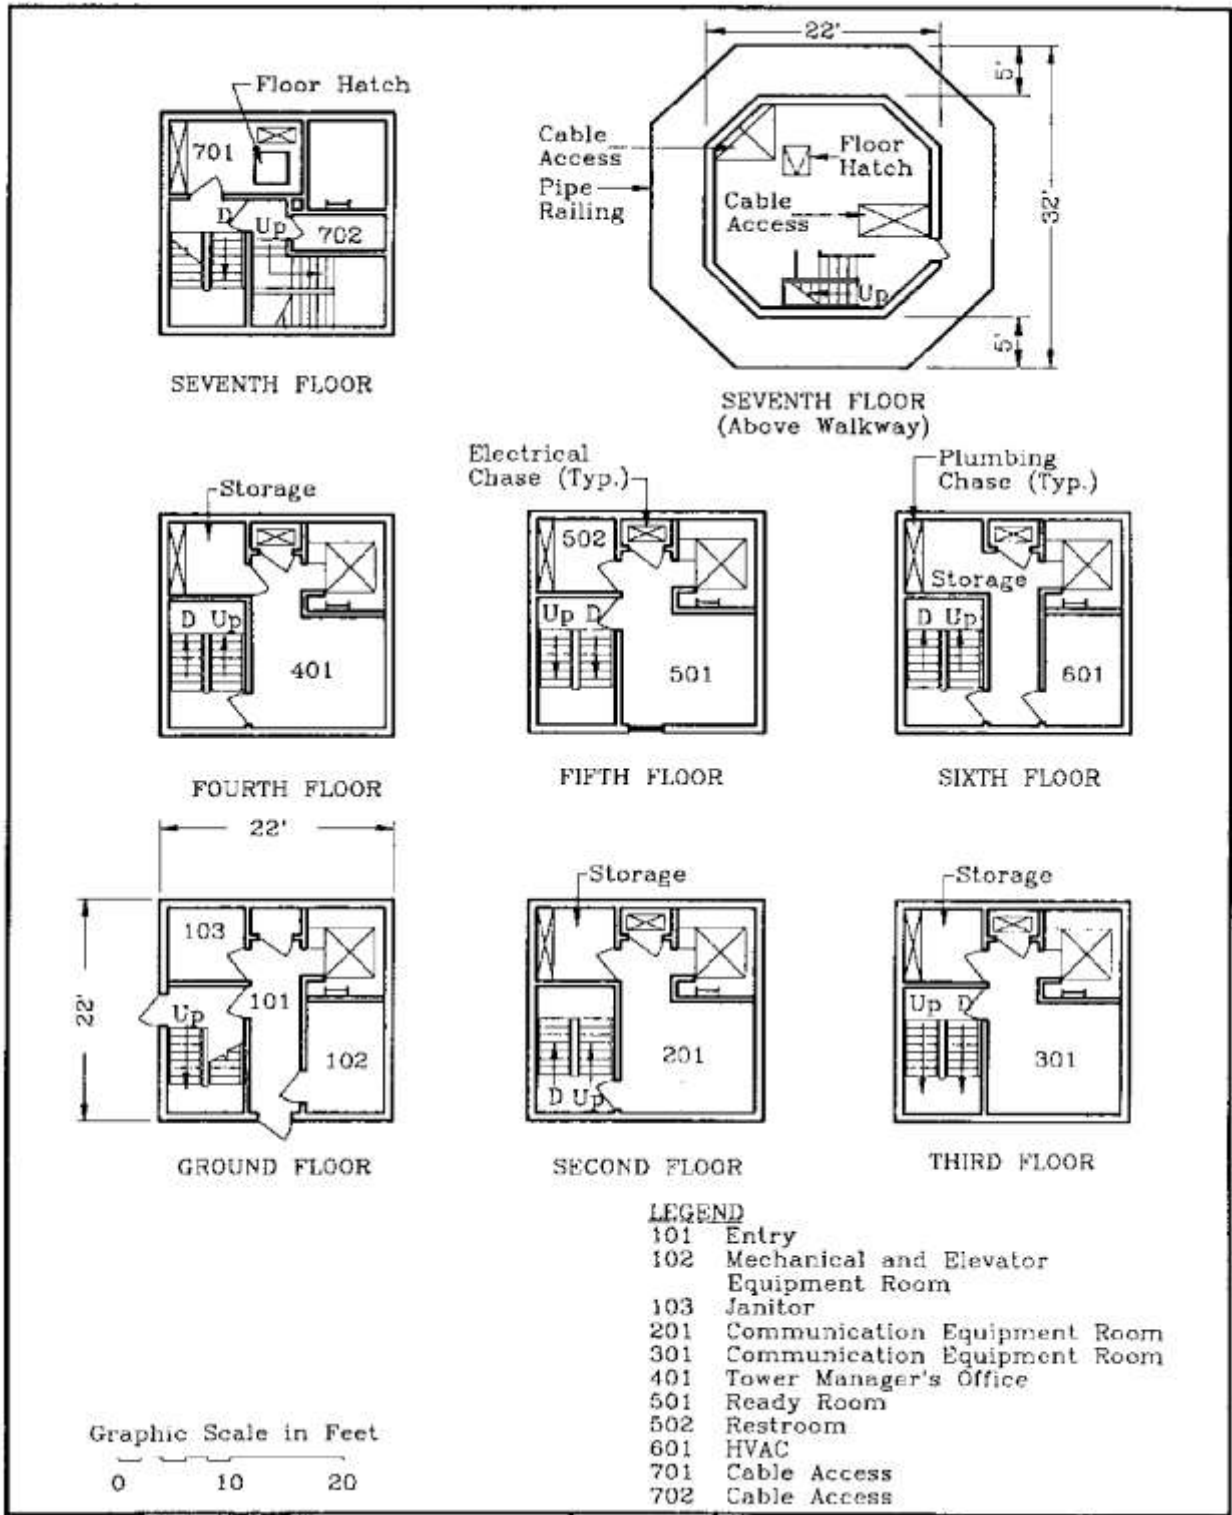 Floor Hatch
701
D
Up
702
SEVENTH FLOOR
22'
5'
Cable
Access
Floor
Hatch
Pipe
Railing
Cable
Access
32'
Up
5'
SEVENTH FLOOR
(Above Walkway)
Storage
D Up
401
FOURTH FLOOR
Electrical
Chase (Typ.)
502
Up D
501
FIFTH FLOOR
Plumbing
Chase (Typ.)
Storage
D Up
601
SIXTH FLOOR
22'
22'
103
101
Up
102
GROUND FLOOR
Storage
201
D Up
SECOND FLOOR
Storage
Up D
301
THIRD FLOOR
LEGEND
101 Entry
102 Mechanical and Elevator
Equipment Room
103 Janitor
201 Communication Equipment Room
301 Communication Equipment Room
401 Tower Manager's Office
501 Ready Room
502 Restroom
601 HVAC
701 Cable Access
702 Cable Access
Graphic Scale in Feet
0 10 20